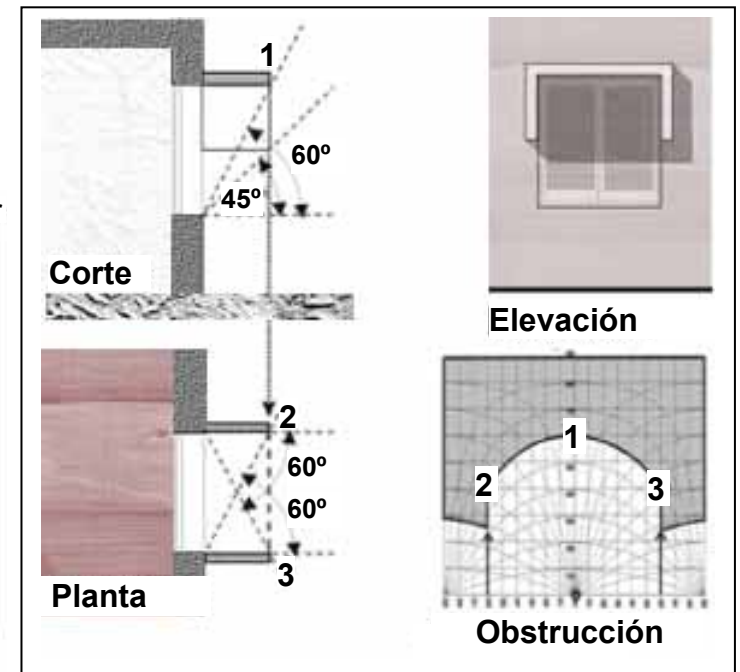 1
60º
45º
Corte
Elevación
2
60º
60º
3
Planta
1
2
3
Obstrucción